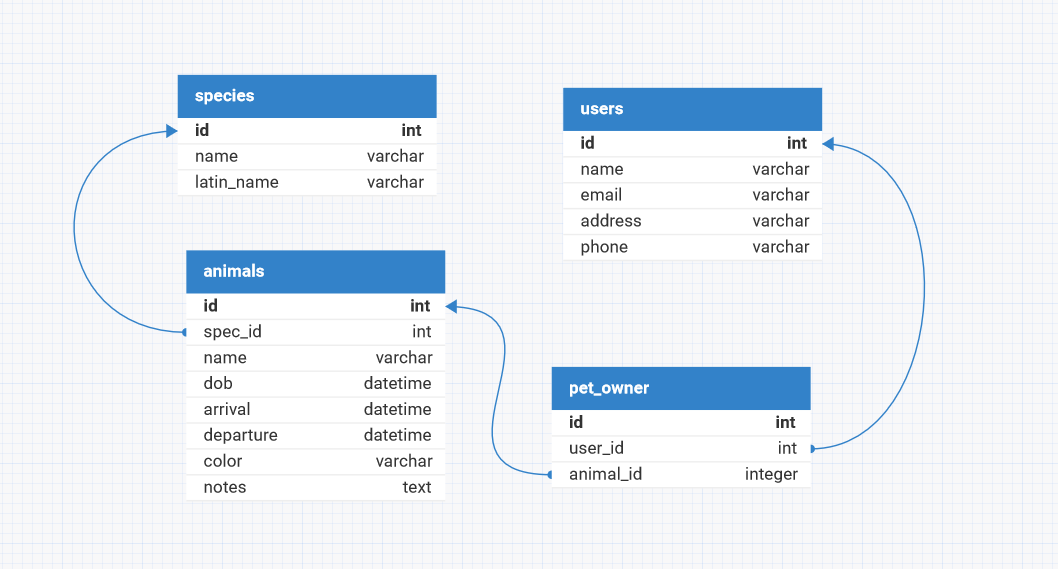 species
id int
name varchar
latin_name varchar
users
id int
name varchar
email varchar
address varchar
phone varchar
animals
id int
spec_id int
name varchar
dob datetime
arrival datetime
departure datetime
color varchar
notes text
pet_owner
id int
user_id int
animal_id integer